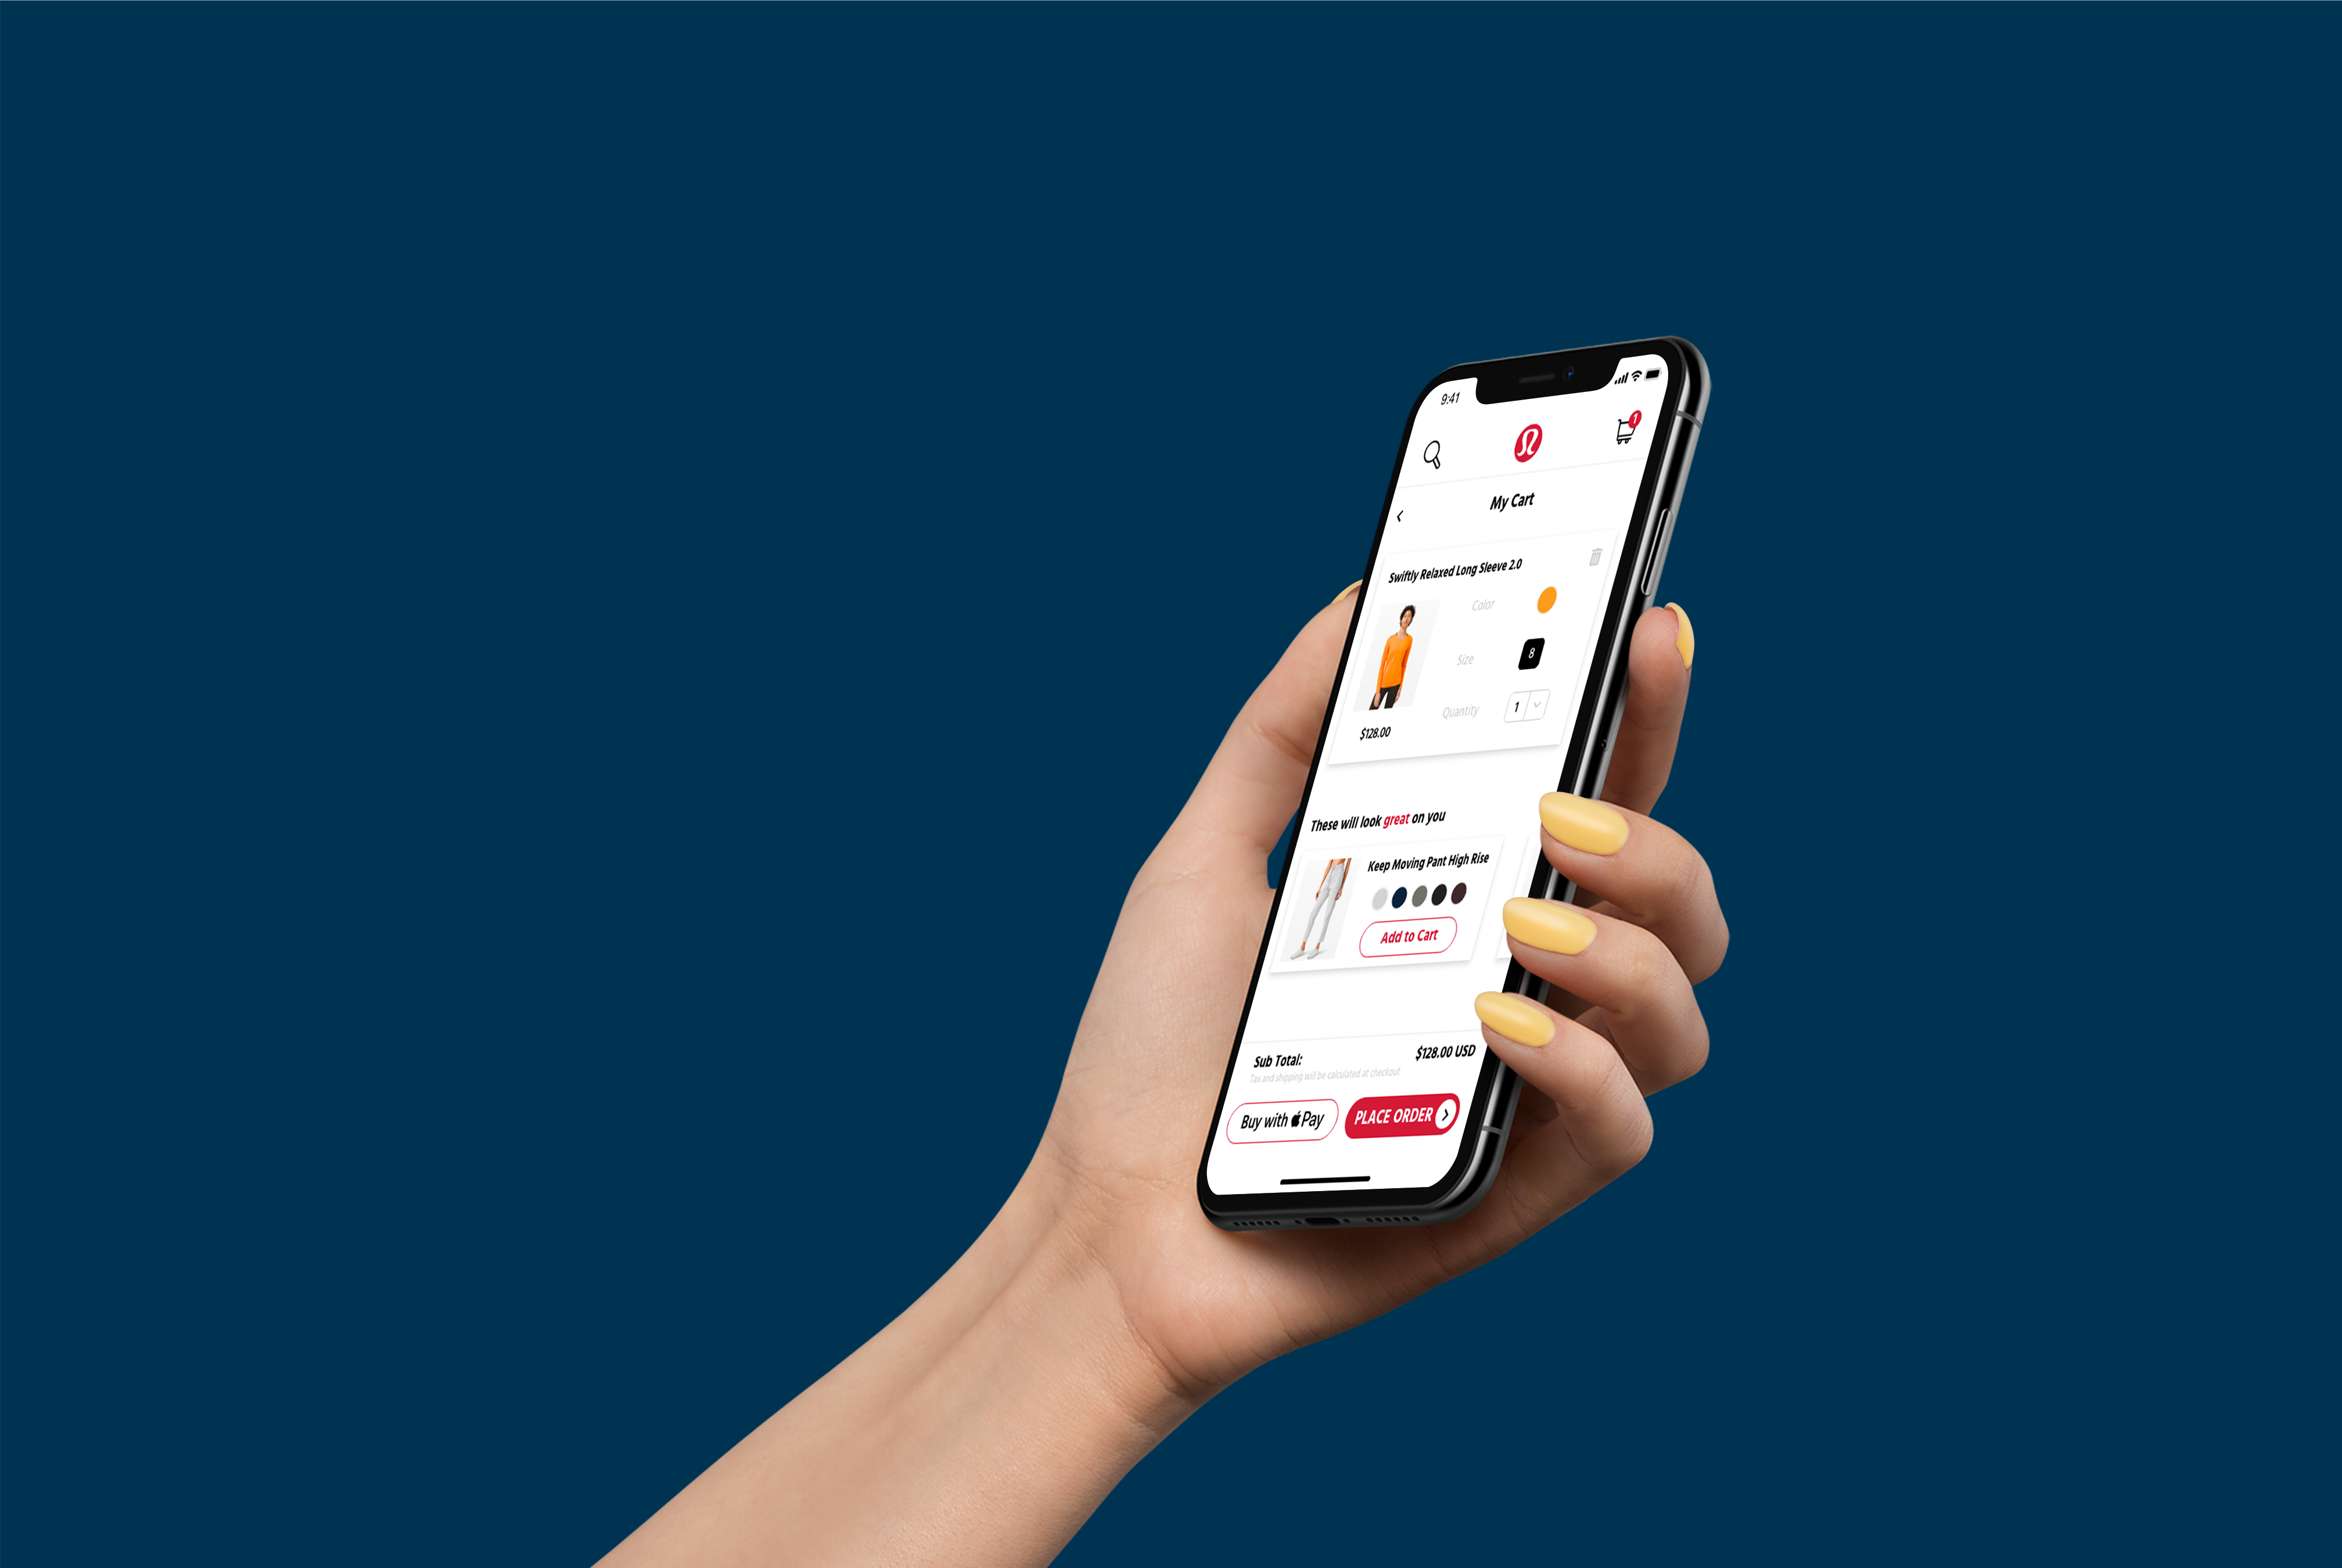 9:41
1
My Cart
Swiftly Relaxed Long Sleeve 2.0
Color
Size
8
Quantity
1
$128.00
These will look great on you
Keep Moving Pant High Rise
Add to Cart
Sub Total:
$128.00 USD
Tax and shipping will be calculated at checkout
Buy with Pay
PLACE ORDER